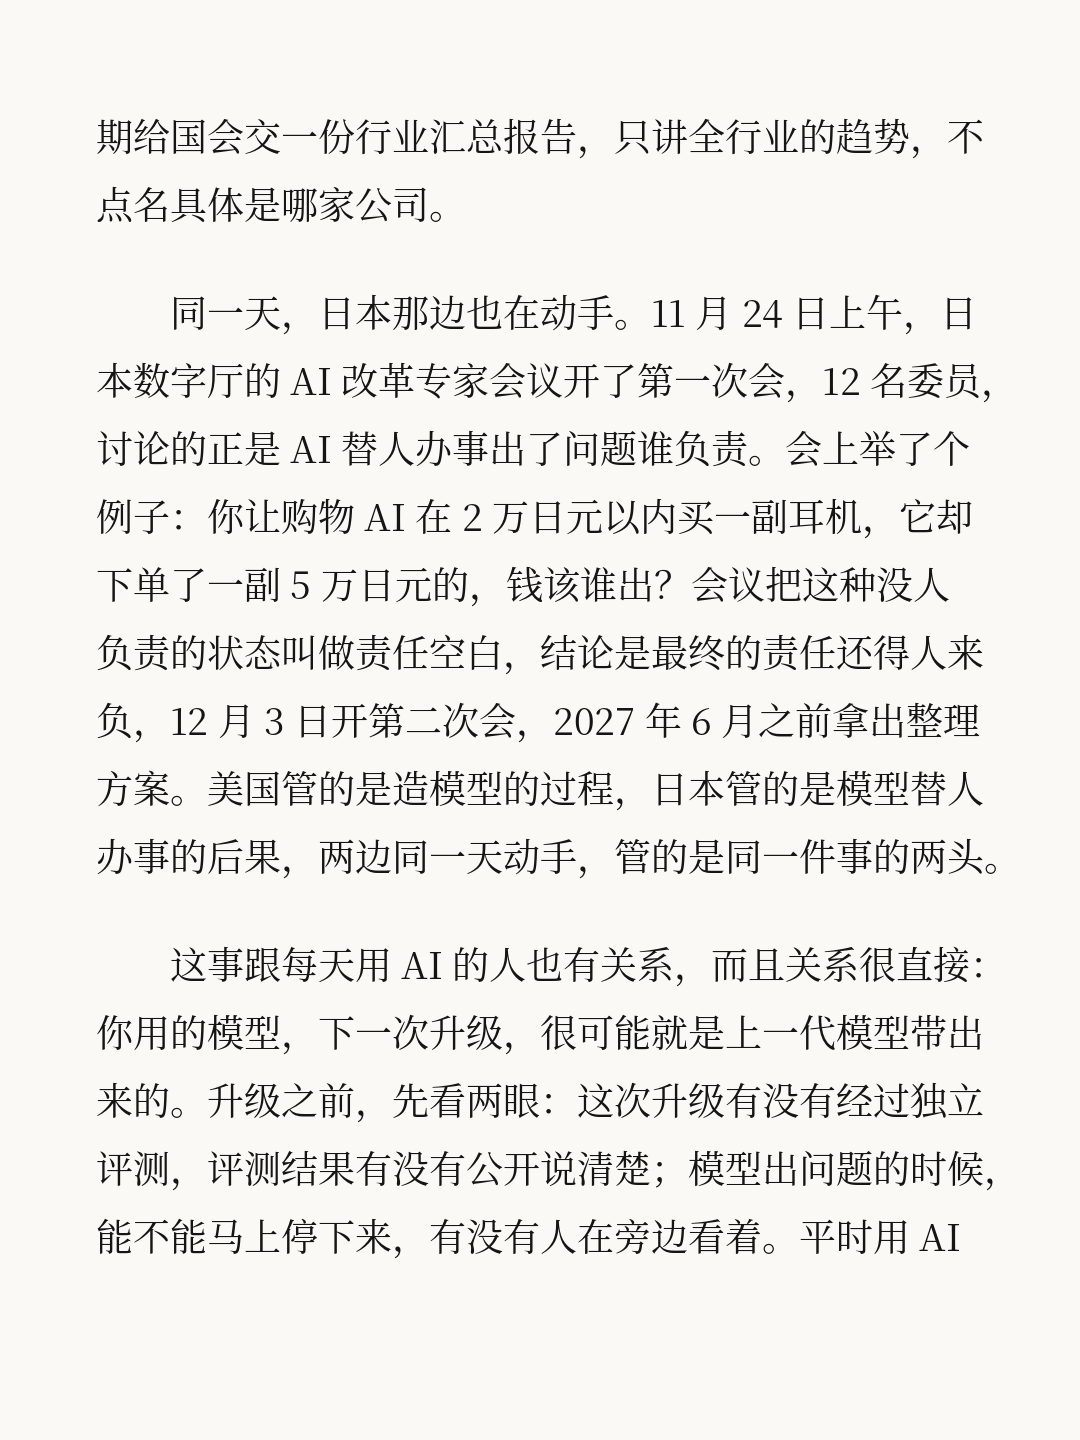 期给国会交一份行业汇总报告，只讲全行业的趋势，不
点名具体是哪家公司。
同一天，日本那边也在动手。11 月 24 日上午，日
本数字厅的 AI 改革专家会议开了第一次会，12 名委员，
讨论的正是 AI 替人办事出了问题谁负责。会上举了个
例子：你让购物 AI 在 2 万日元以内买一副耳机，它却
下单了一副 5 万日元的，钱该谁出？会议把这种没人
负责的状态叫做责任空白，结论是最终的责任还得人来
负，12 月 3 日开第二次会，2027 年 6 月之前拿出整理
方案。美国管的是造模型的过程，日本管的是模型替人
办事的后果，两边同一天动手，管的是同一件事的两头。
这事跟每天用 AI 的人也有关系，而且关系很直接：
你用的模型，下一次升级，很可能就是上一代模型带出
来的。升级之前，先看两眼：这次升级有没有经过独立
评测，评测结果有没有公开说清楚；模型出问题的时候，
能不能马上停下来，有没有人在旁边看着。平时用 AI